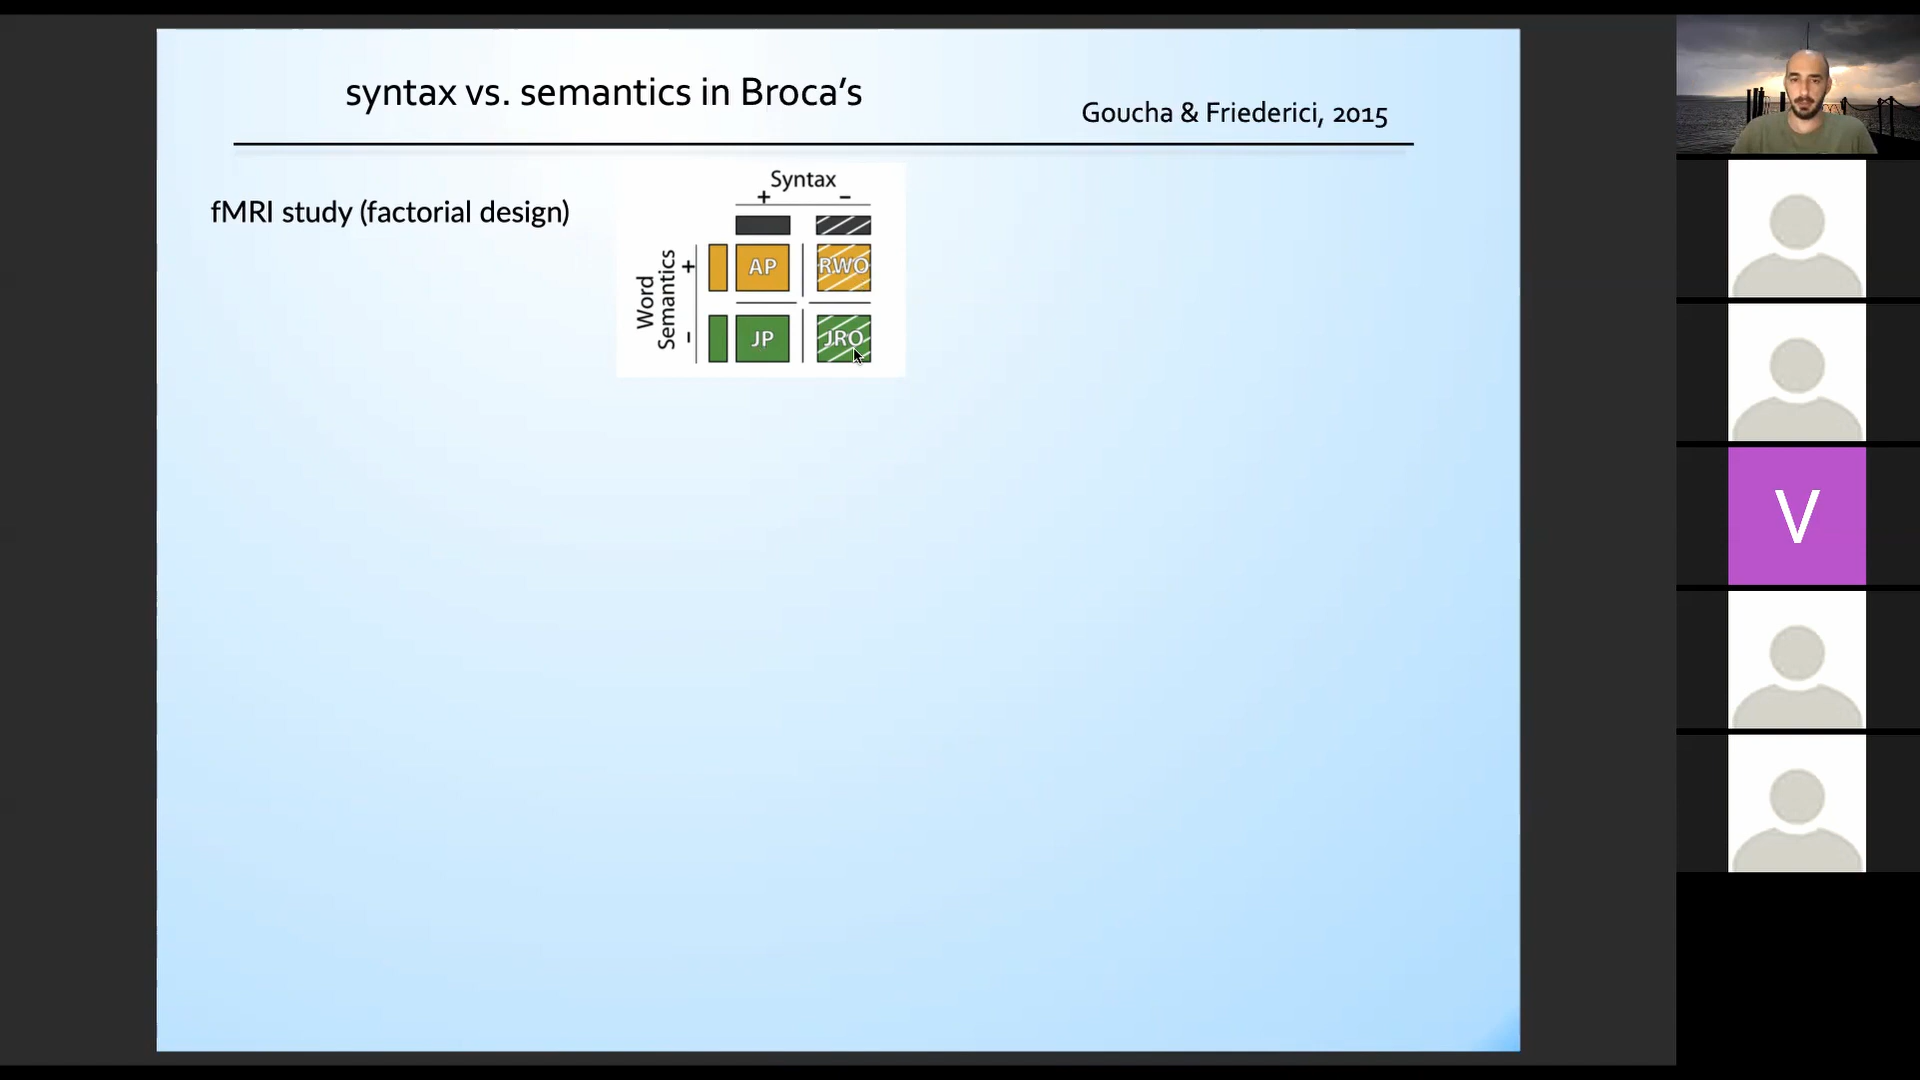 syntax vs. semantics in Broca’s
Goucha & Friederici, 2015
fMRI study (factorial design)
Syntax
+ −
Word
Semantics
+
AP RWO
-
JP JRO
V